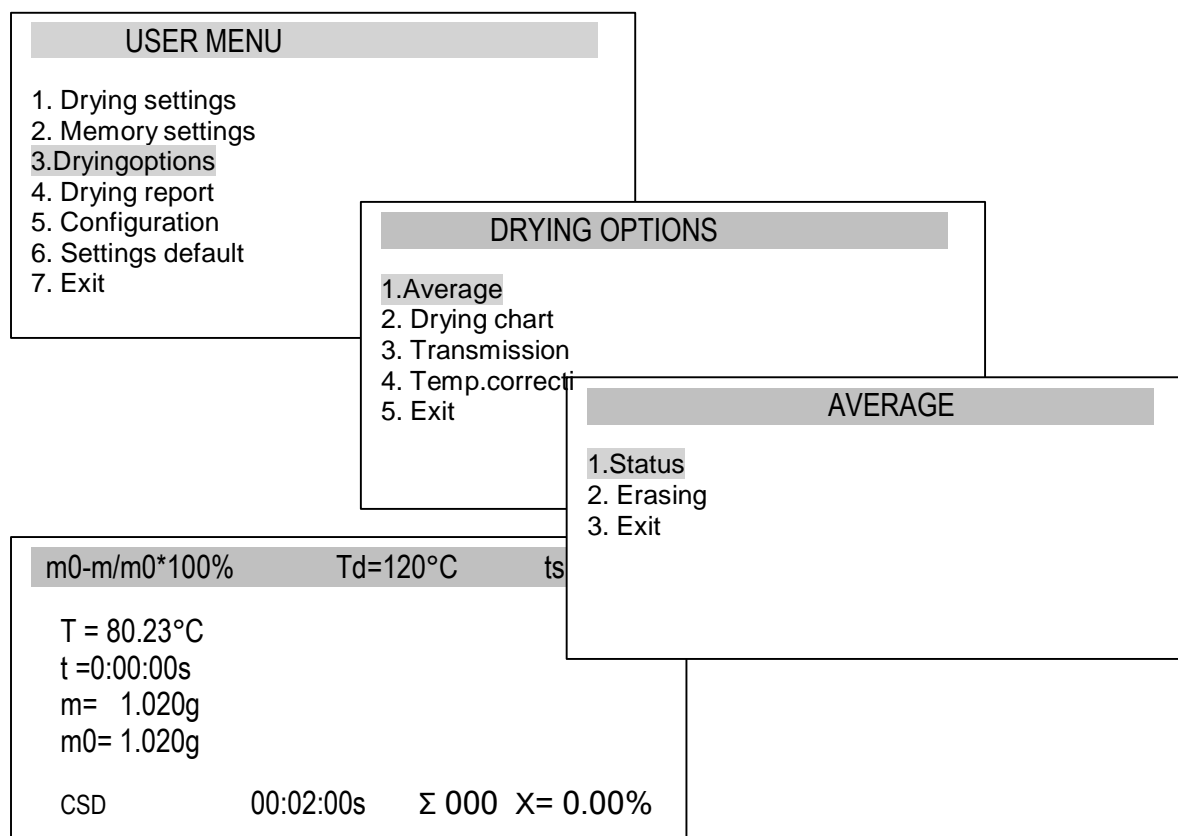 USER MENU
1. Drying settings
2. Memory settings
3.Dryingoptions
4. Drying report
5. Configuration
6. Settings default
7. Exit
DRYING OPTIONS
1.Average
2. Drying chart
3. Transmission
4. Temp.correcti
5. Exit
AVERAGE
1.Status
2. Erasing
3. Exit
m0-m/m0*100% Td=120°C ts
T = 80.23°C
t =0:00:00s
m= 1.020g
m0= 1.020g
CSD 00:02:00s Σ 000 X= 0.00%